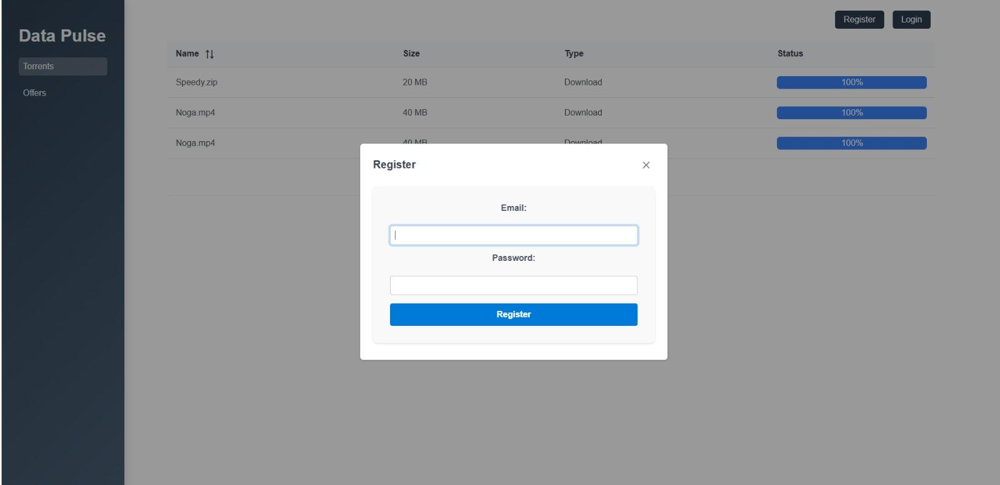 Data Pulse
Torrents
Offers
Register Login
Name Size Type Status
Speedy.zip 20 MB Download 100%
Noga.mp4 40 MB Download 100%
Noga.mp4 40 MB Download 100%
Register
Email:
Password:
Register